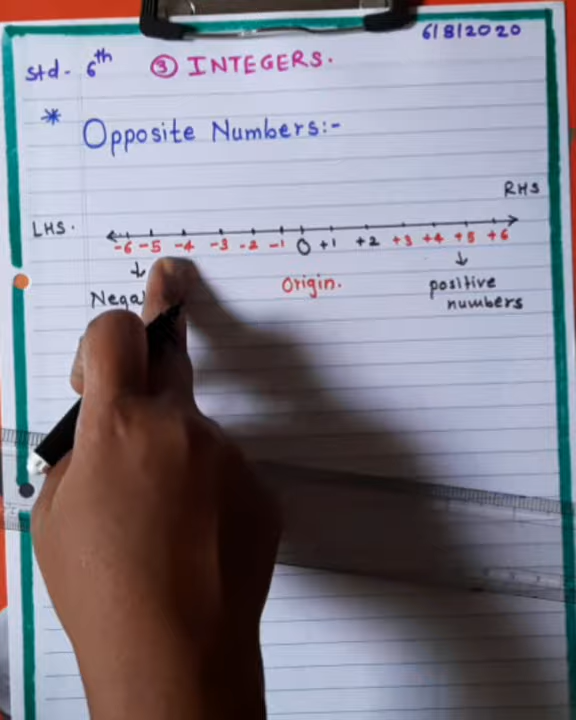 6/8/2020
Std - 6th ③ INTEGERS.
* Opposite Numbers:-
RHS
LHS.
-6 -5 -4 -3 -2 -1 0 +1 +2 +3 +4 +5 +6
↓ ↓
Origin. positive
numbers